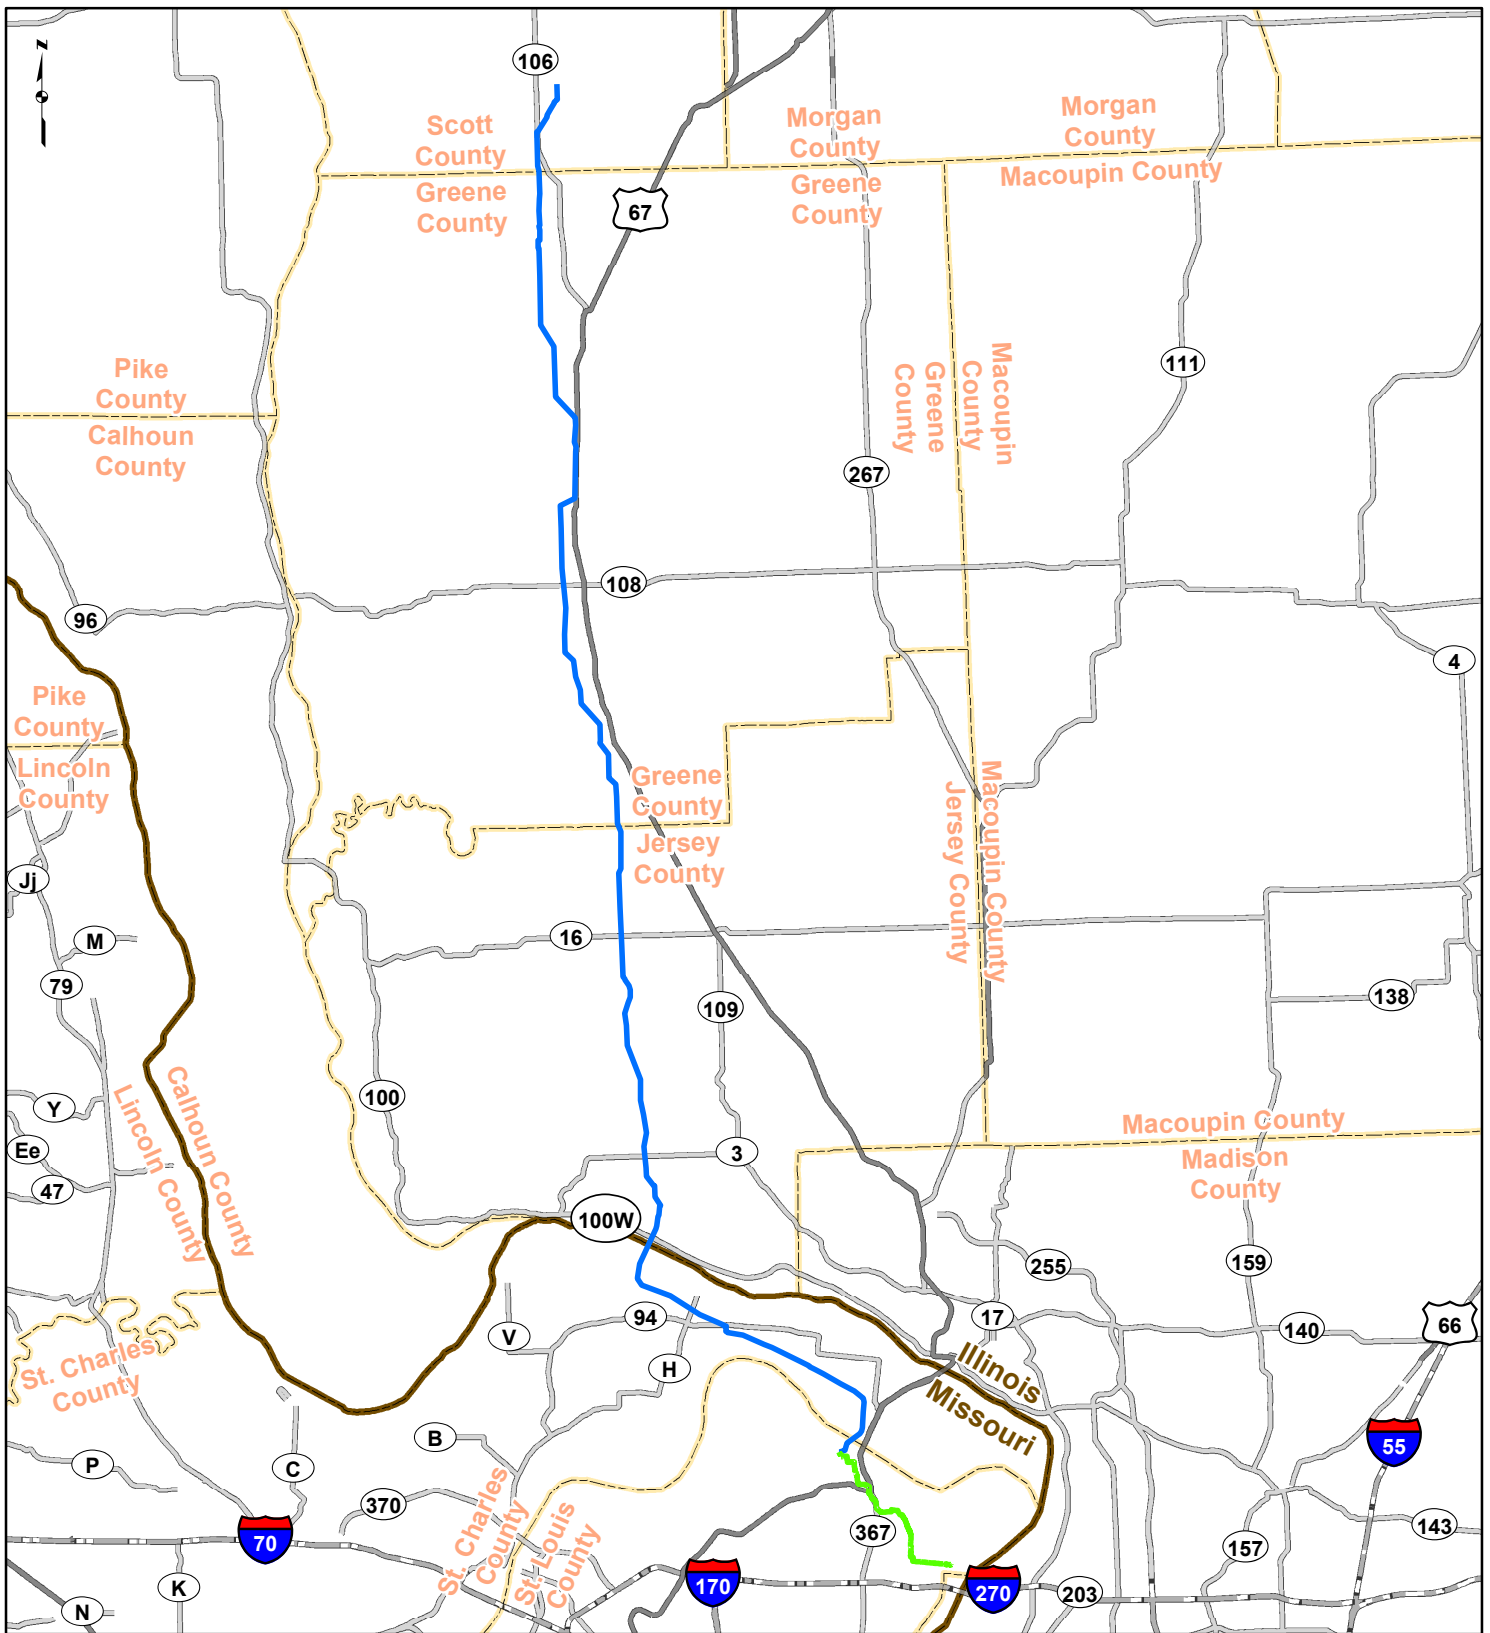 N
106
Scott
County
Greene
County
67
Morgan
County
Greene
County
Morgan
County
Macoupin County
Pike
County
Calhoun
County
Greene
County
Macoupin
County
111
267
108
96
4
Pike
County
Lincoln
County
Greene
County
Jersey
County
Macoupin County
Jersey County
Jj
M
79
16
109
138
100
Y
Ee
47
Calhoun County
Lincoln County
3
Macoupin County
Madison
County
100W
255
159
17
140
66
94
V
H
St. Charles
County
Illinois
Missouri
B
P
C
55
370
70
St. Charles
County
St. Louis
County
367
143
157
K
N
170
270
203